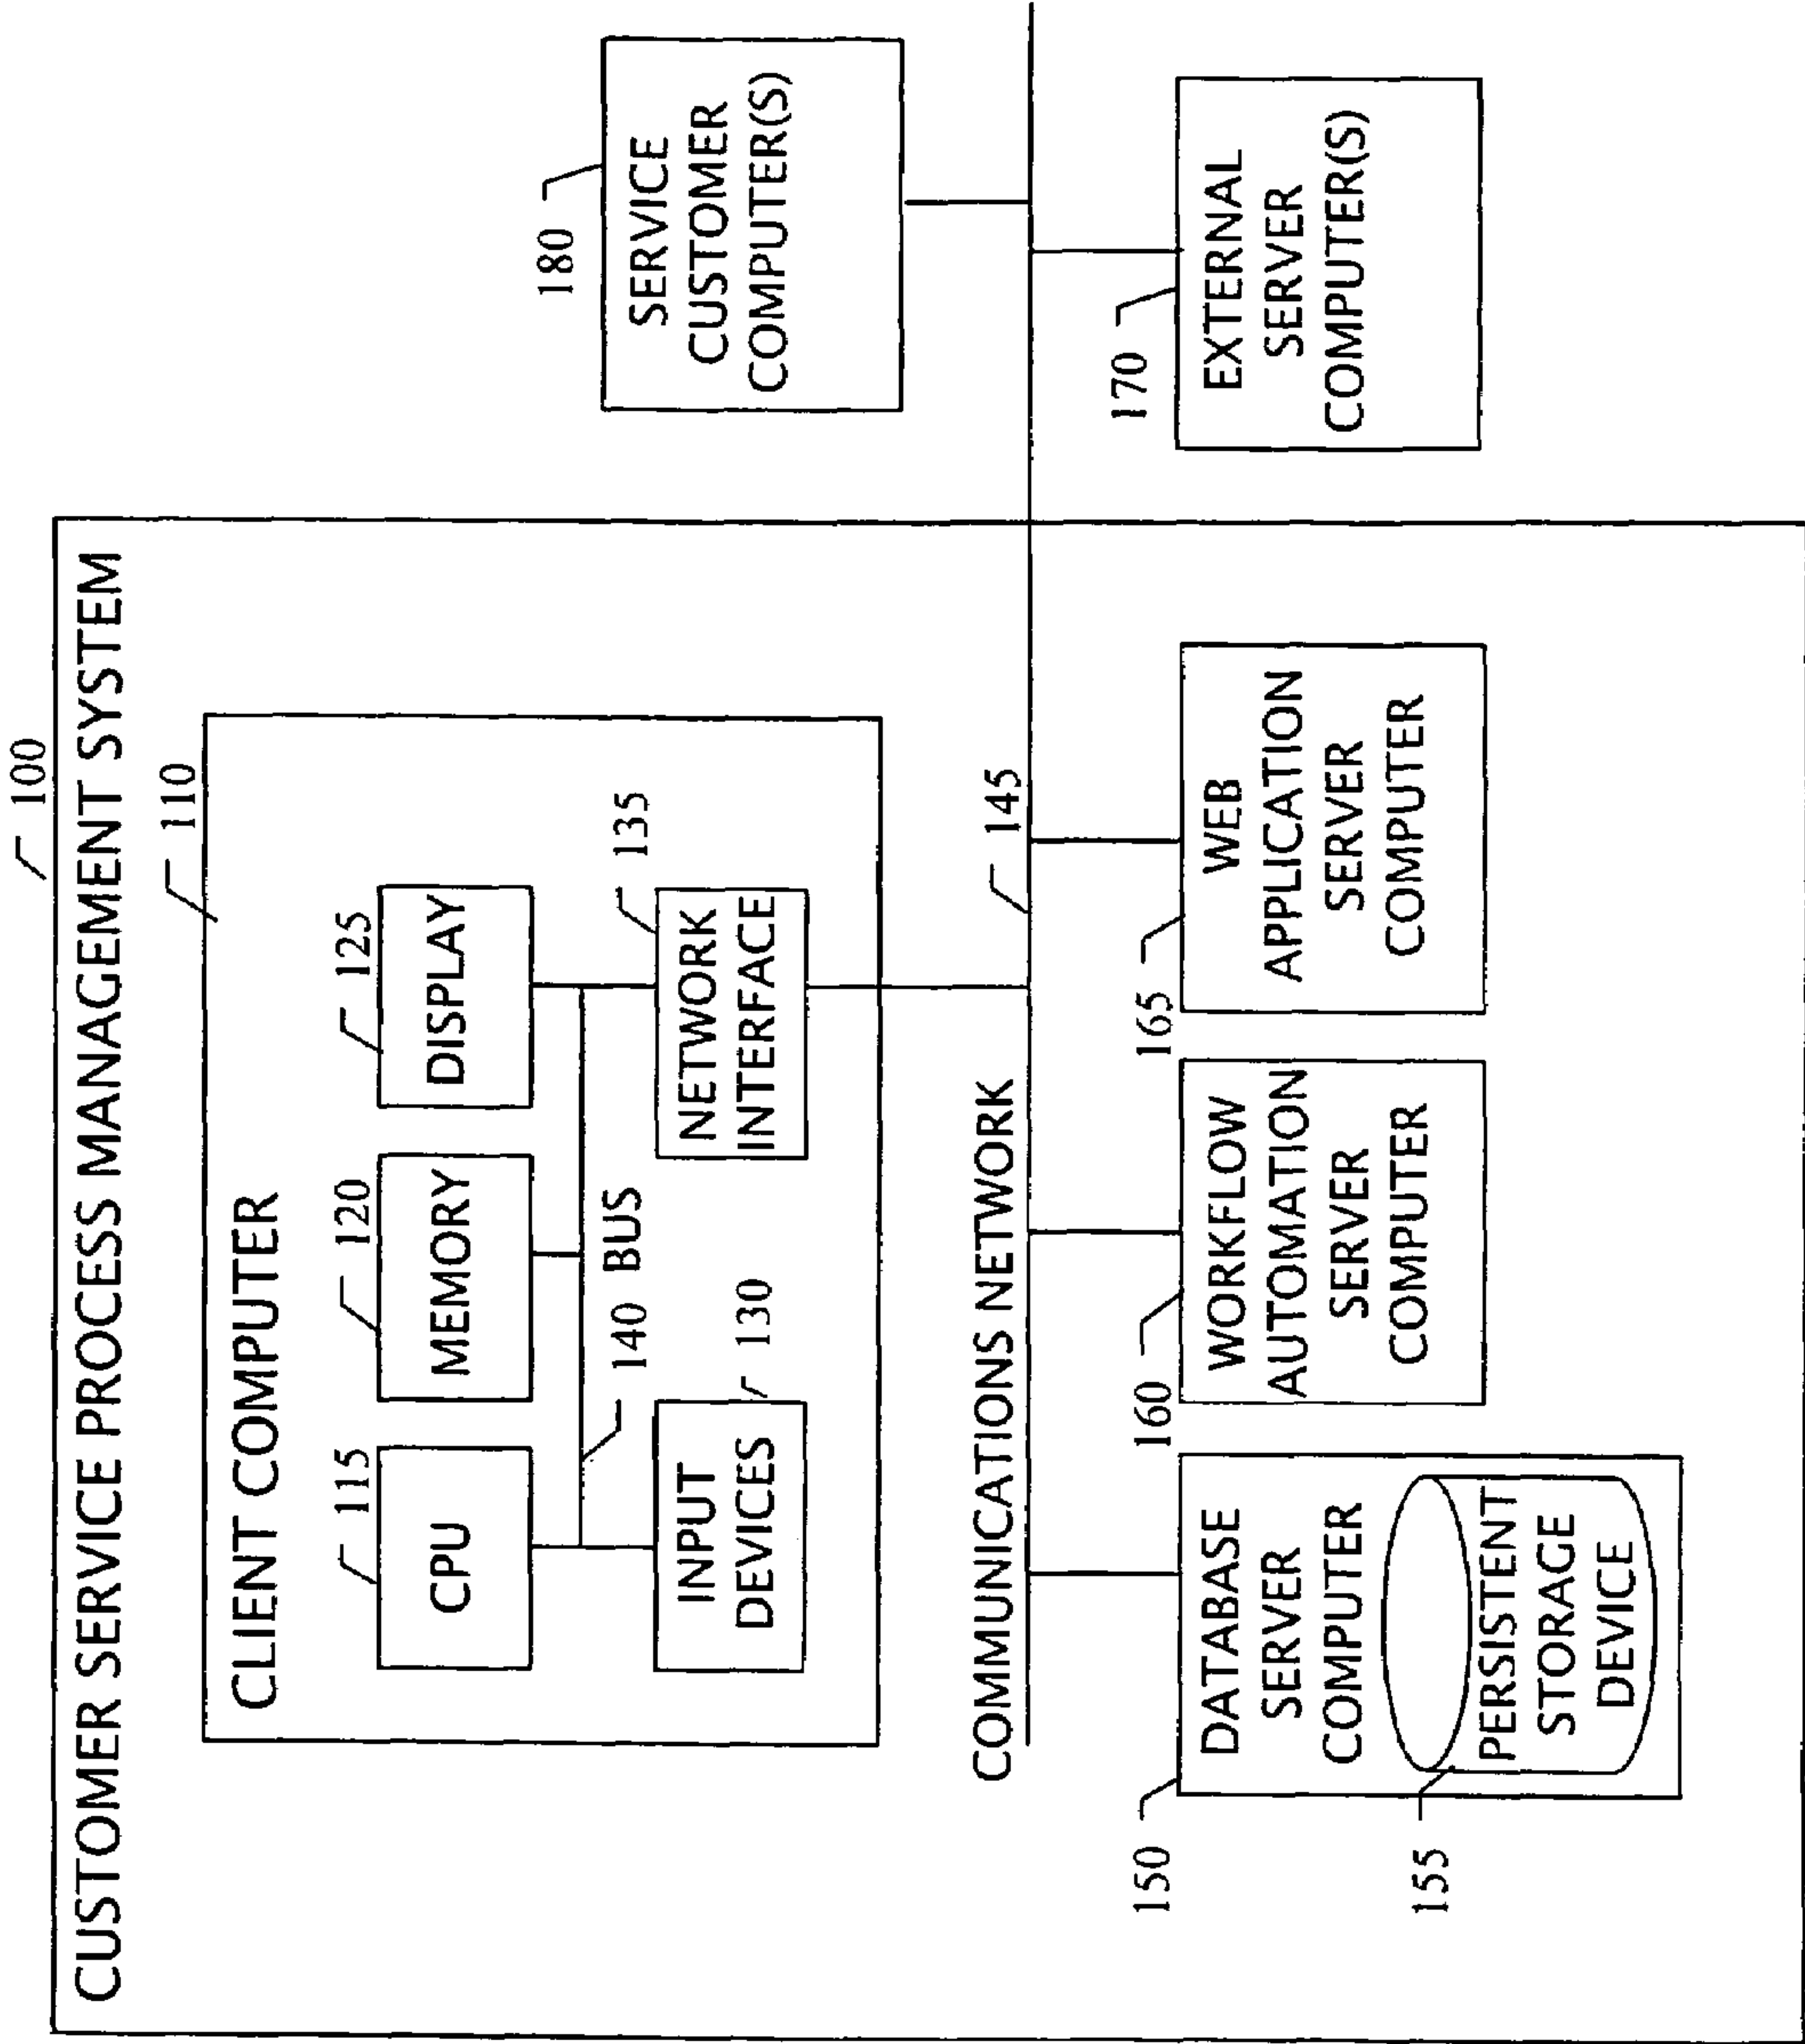 100
CUSTOMER SERVICE PROCESS MANAGEMENT SYSTEM
110
CLIENT COMPUTER
115
CPU
120
MEMORY
125
DISPLAY
140
BUS
130
INPUT
DEVICES
135
NETWORK
INTERFACE
COMMUNICATIONS NETWORK
145
150
DATABASE
SERVER
COMPUTER
155
PERSISTENT
STORAGE
DEVICE
160
WORKFLOW
AUTOMATION
SERVER
COMPUTER
165
WEB
APPLICATION
SERVER
COMPUTER
180
SERVICE
CUSTOMER
COMPUTER(S)
170
EXTERNAL
SERVER
COMPUTER(S)